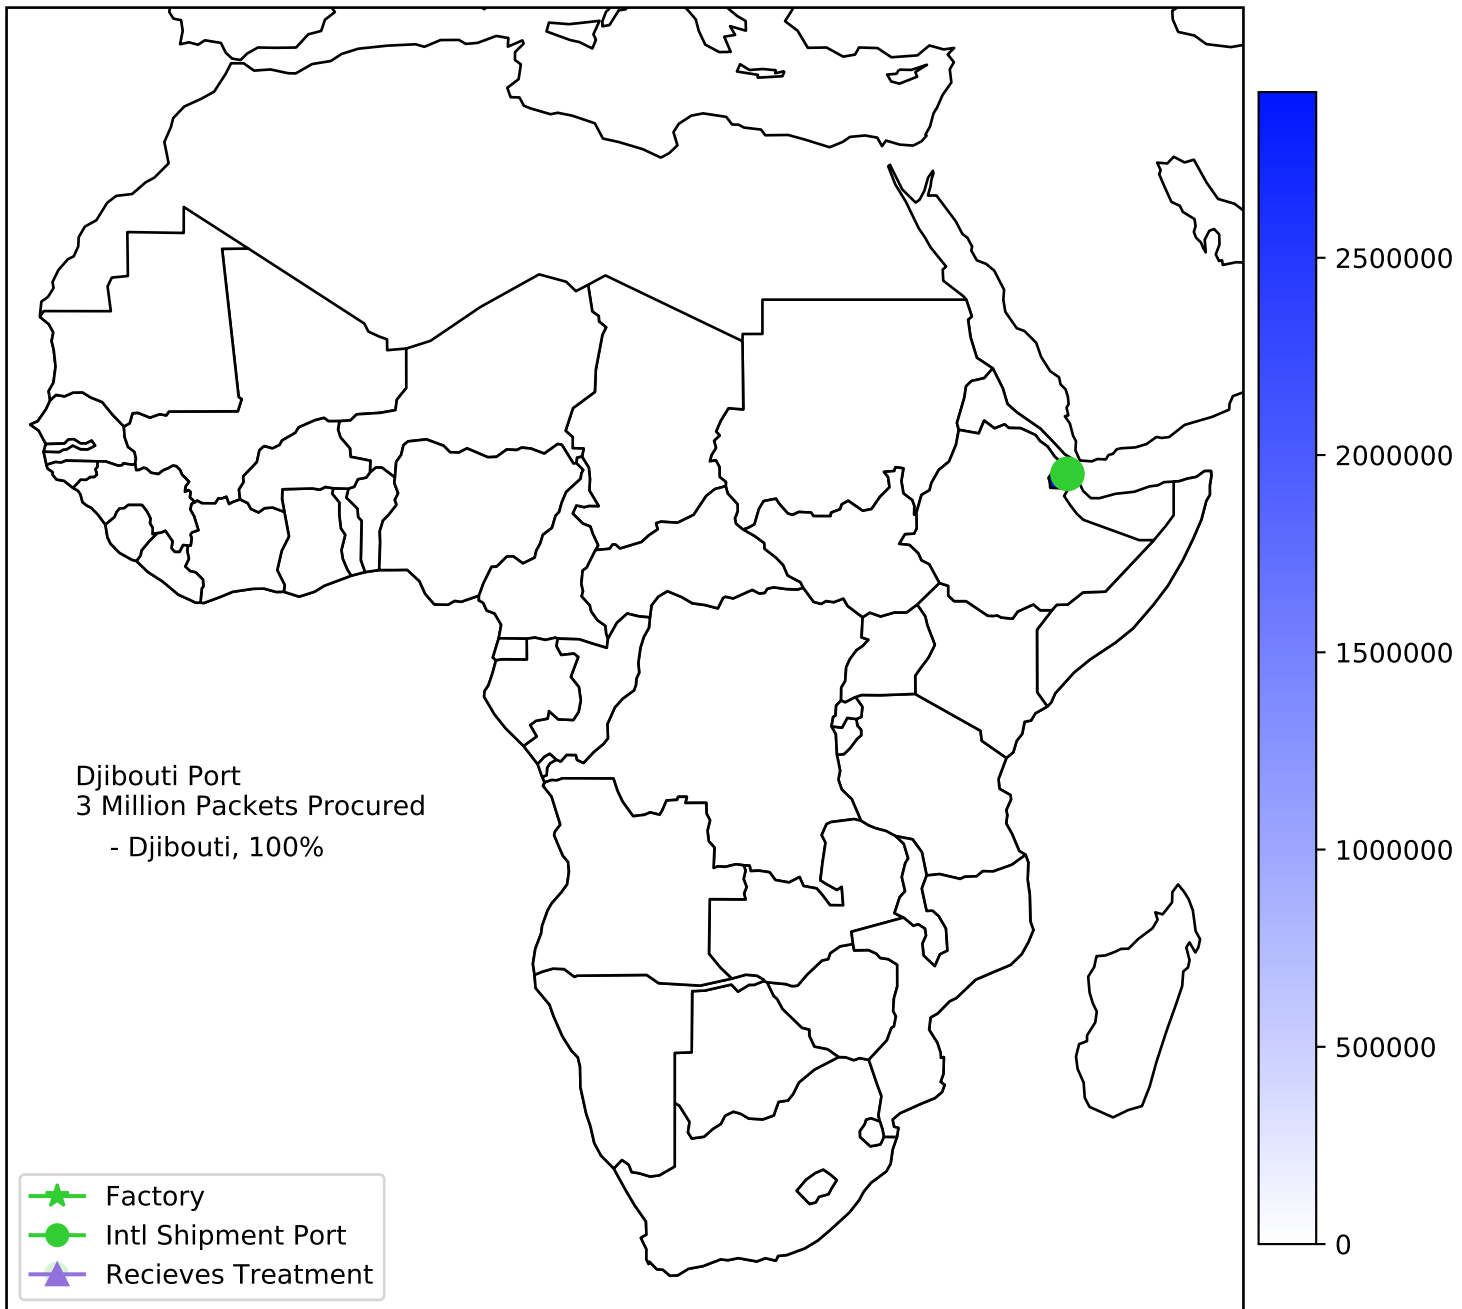 Djibouti Port
3 Million Packets Procured
- Djibouti, 100%
Factory
Intl Shipment Port
Recieves Treatment
2500000
2000000
1500000
1000000
500000
0